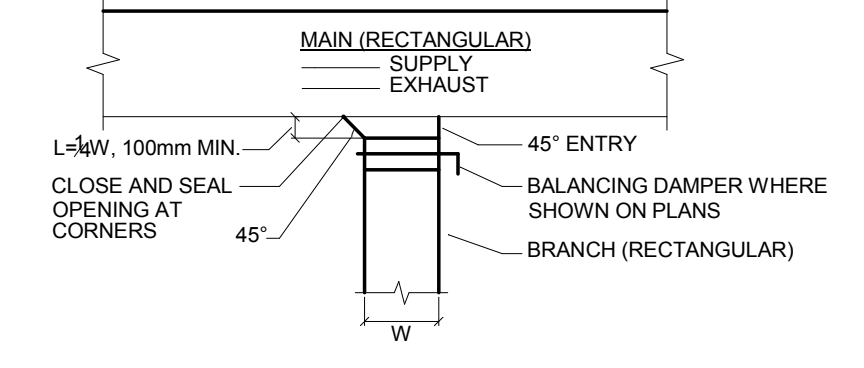 MAIN (RECTANGULAR)
SUPPLY
EXHAUST
L=¼W, 100mm MIN.
45° ENTRY
CLOSE AND SEAL
OPENING AT
CORNERS
BALANCING DAMPER WHERE
SHOWN ON PLANS
45°
BRANCH (RECTANGULAR)
W